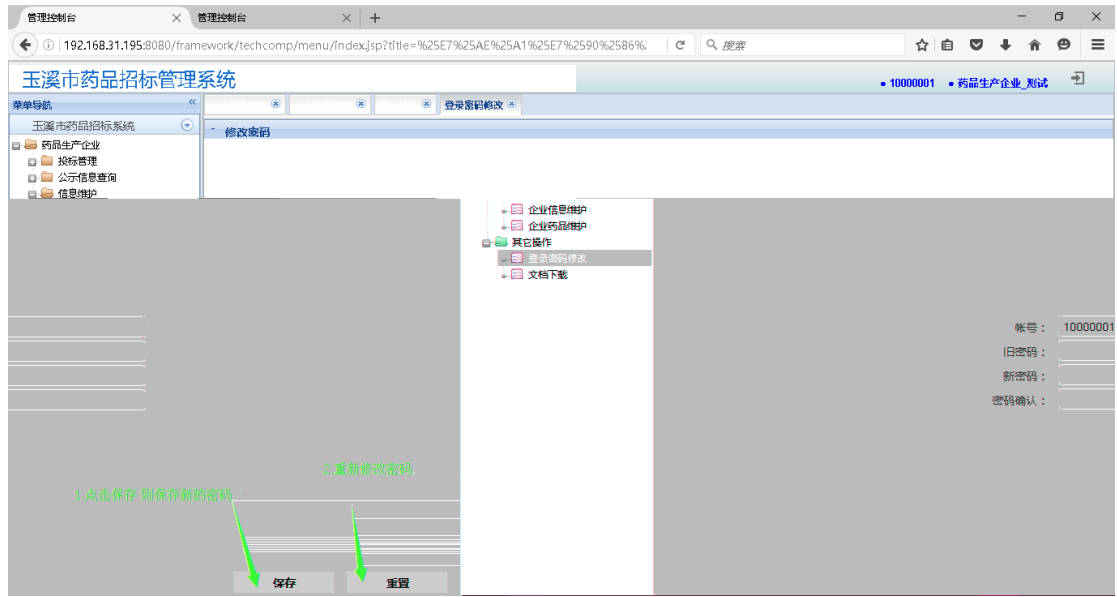 管理控制台
管理控制台
192.168.31.195:8080/framework/techcomp/menu/index.jsp?title=%25E7%25AE%25A1%25E7%2590%2586%
搜索
玉溪市药品招标管理系统
10000001
药品生产企业_测试
菜单导航
登录密码修改
玉溪市药品招标系统
修改密码
药品生产企业
投标管理
公示信息查询
信息维护
企业信息维护
企业药品维护
其它操作
登录密码修改
文档下载
帐号： 10000001
旧密码：
新密码：
密码确认：
2.重新修改密码.
1.点击保存 则保存新的密码
保存
重置